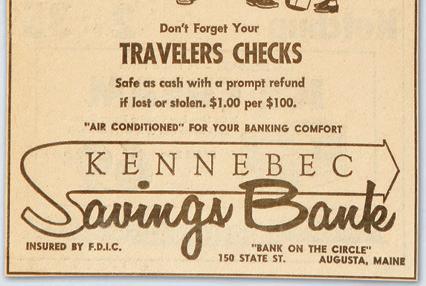 Don't Forget Your
TRAVELERS CHECKS
Safe as cash with a prompt refund
if lost or stolen. $1.00 per $100.
"AIR CONDITIONED" FOR YOUR BANKING COMFORT
KENNEBEC
Savings Bank
INSURED BY F.D.I.C.
"BANK ON THE CIRCLE"
150 STATE ST. AUGUSTA, MAINE